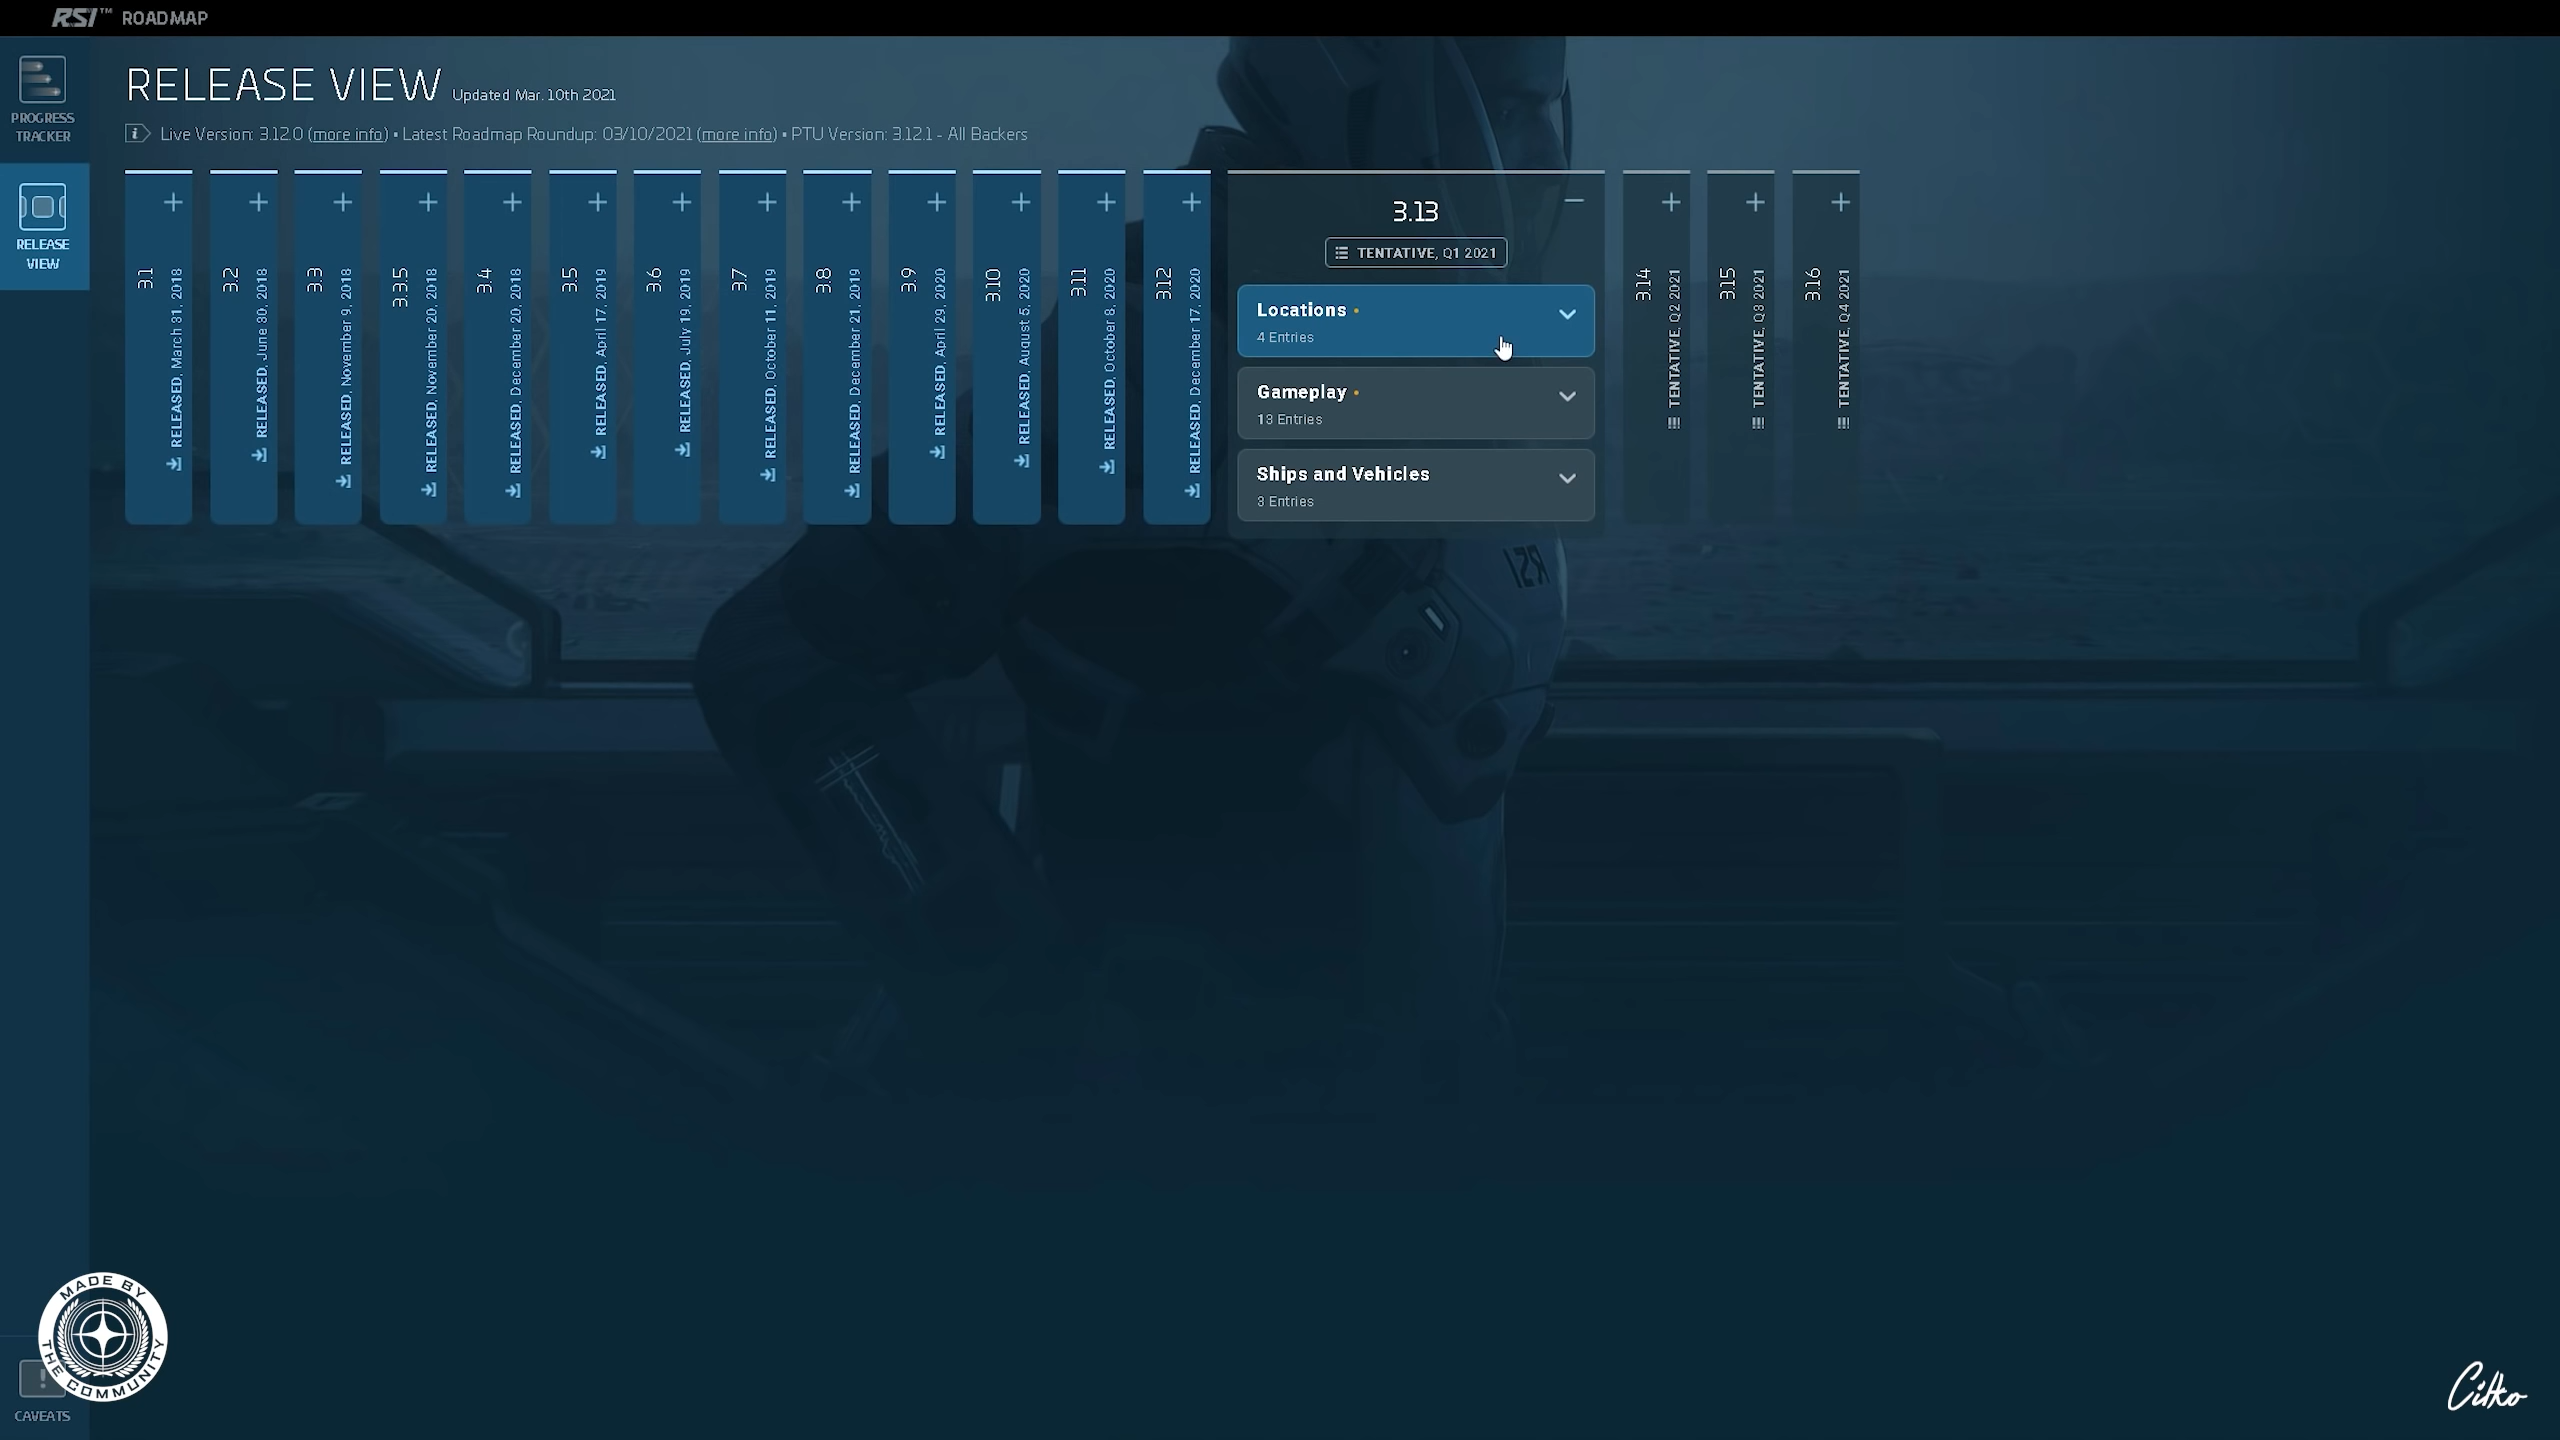 RSI™ ROADMAP
PROGRESS
TRACKER
RELEASE
VIEW
RELEASE VIEW Updated Mar. 10th 2021
Live Version: 3.12.0 (more info) • Latest Roadmap Roundup: 03/10/2021 (more info) • PTU Version: 3.12.1 - All Backers
3.1
RELEASED, March 31, 2018
3.2
RELEASED, June 30, 2018
3.3
RELEASED, November 9, 2018
3.3.5
RELEASED, November 20, 2018
3.4
RELEASED, December 20, 2018
3.5
RELEASED, April 17, 2019
3.6
RELEASED, July 19, 2019
3.7
RELEASED, October 11, 2019
3.8
RELEASED, December 21, 2019
3.9
RELEASED, April 29, 2020
3.10
RELEASED, August 5, 2020
3.11
RELEASED, October 8, 2020
3.12
RELEASED, December 17, 2020
3.13
TENTATIVE, Q1 2021
Locations
4 Entries
Gameplay
13 Entries
Ships and Vehicles
3 Entries
3.14
TENTATIVE, Q2 2021
3.15
TENTATIVE, Q3 2021
3.16
TENTATIVE, Q4 2021
MADE BY
THE COMMUNITY
CAVEATS